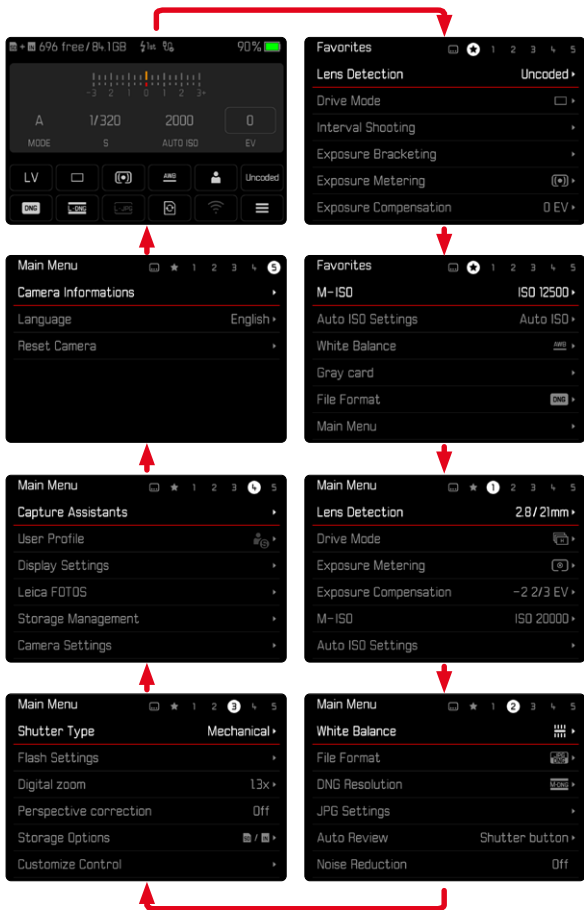 696 free/84.1GB 1st 90%
-3 2 1 0 1 2 3+
A 1/320 2000 0
MODE S AUTO ISO EV
LV AWB Uncoded
DNG L-DNG L-JPG
Favorites 1 2 3 4 5
Lens Detection Uncoded
Drive Mode
Interval Shooting
Exposure Bracketing
Exposure Metering
Exposure Compensation 0 EV
Favorites 1 2 3 4 5
M-ISO ISO 12500
Auto ISO Settings Auto ISO
White Balance AWB
Gray card
File Format DNG
Main Menu
Main Menu 1 2 3 4 5
Lens Detection 2.8/21mm
Drive Mode H
Exposure Metering
Exposure Compensation -2 2/3 EV
M-ISO ISO 20000
Auto ISO Settings
Main Menu 1 2 3 4 5
White Balance
File Format JPG DNG
DNG Resolution M-DNG
JPG Settings
Auto Review Shutter button
Noise Reduction Off
Main Menu 1 2 3 4 5
Shutter Type Mechanical
Flash Settings
Digital zoom 1.3x
Perspective correction Off
Storage Options /
Customize Control
Main Menu 1 2 3 4 5
Capture Assistants
User Profile
Display Settings
Leica FOTOS
Storage Management
Camera Settings
Main Menu 1 2 3 4 5
Camera Informations
Language English
Reset Camera